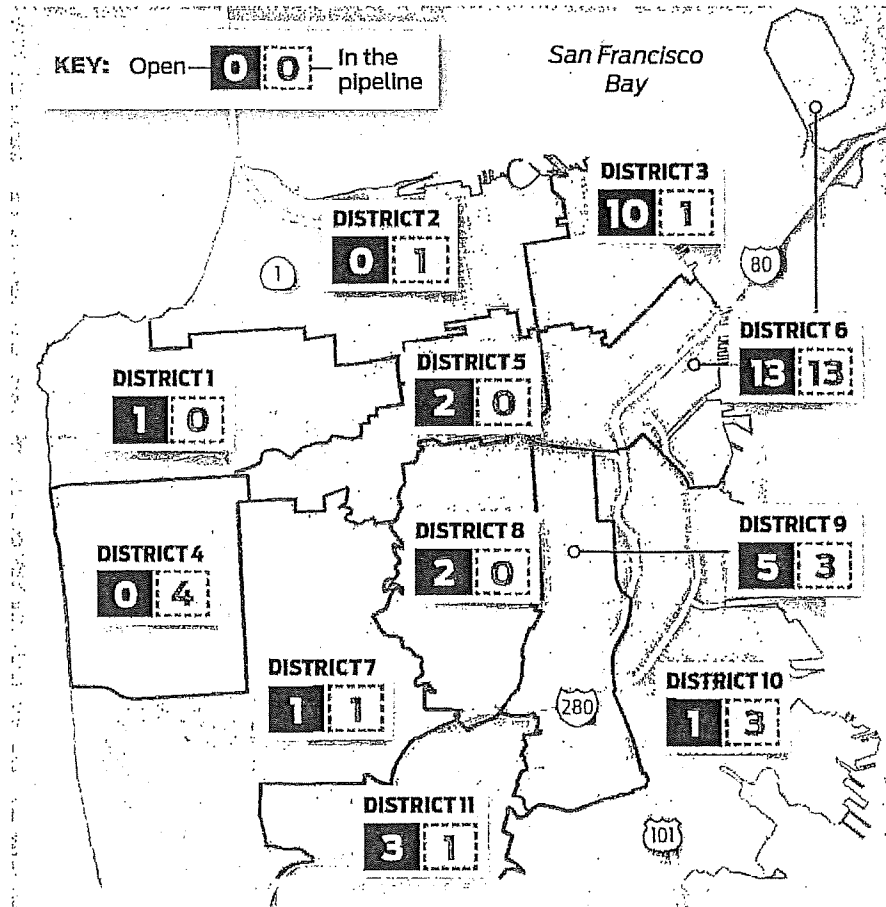 KEY: Open 0 0 In the
pipeline
San Francisco
Bay
DISTRICT 3
10 1
DISTRICT 2
0 1
1
80
DISTRICT 6
13 13
DISTRICT 5
2 0
DISTRICT 1
1 0
DISTRICT 9
5 3
DISTRICT 8
2 0
DISTRICT 4
0 4
DISTRICT 7
1 1
DISTRICT 10
1 3
280
DISTRICT 11
3 1
101